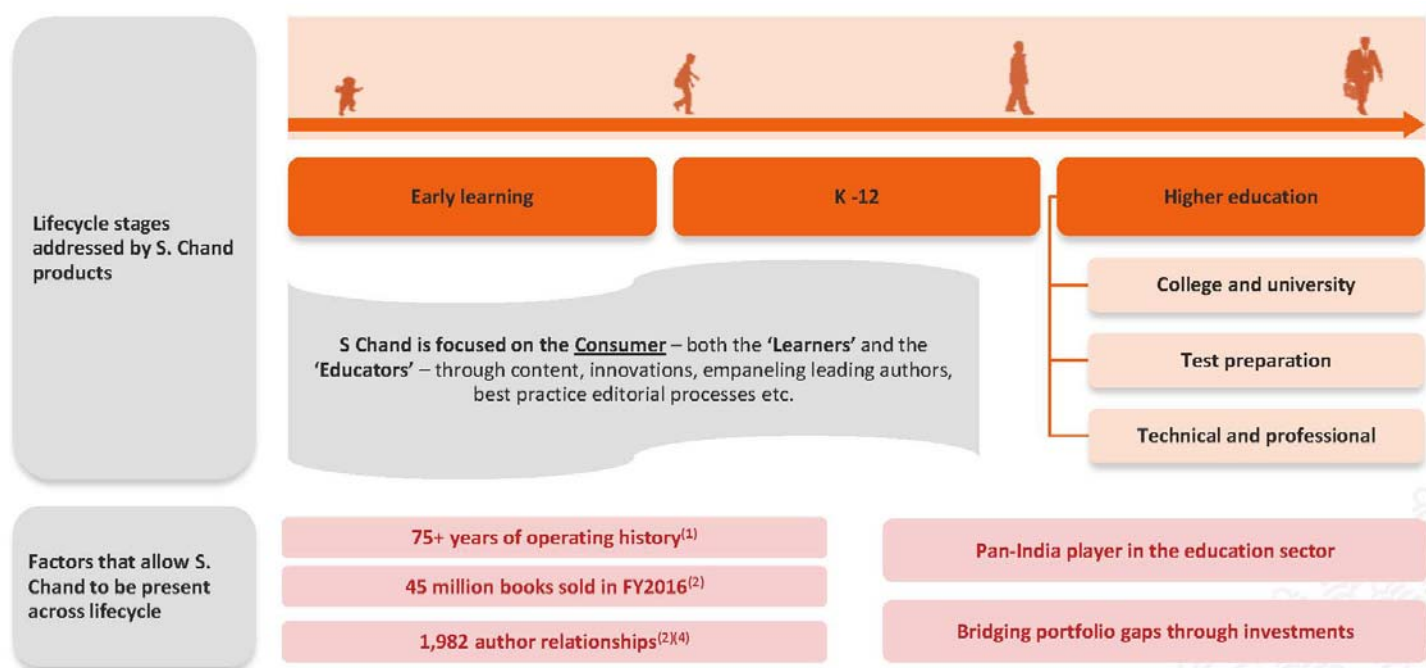 Lifecycle stages
addressed by S. Chand
products
Early learning
K -12
Higher education
College and university
Test preparation
Technical and professional
S Chand is focused on the Consumer – both the ‘Learners’ and the
‘Educators’ – through content, innovations, empaneling leading authors,
best practice editorial processes etc.
Factors that allow S.
Chand to be present
across lifecycle
75+ years of operating history(1)
45 million books sold in FY2016(2)
1,982 author relationships(2)(4)
Pan-India player in the education sector
Bridging portfolio gaps through investments